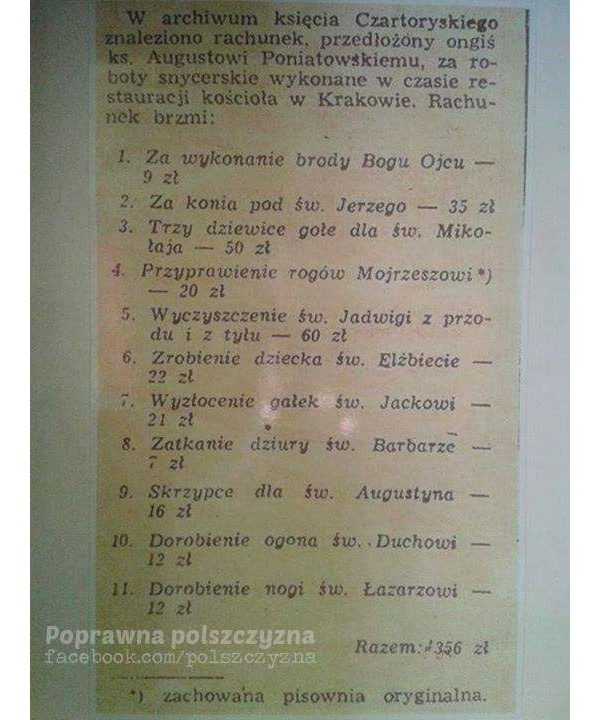 W archiwum księcia Czartoryskiego
znaleziono rachunek, przedłożony ongiś
ks. Augustowi Poniatowskiemu, za ro-
boty snycerskie wykonane w czasie re-
stauracji kościoła w Krakowie. Rachu-
nek brzmi:
1. Za wykonanie brody Bogu Ojcu —
9 zł
2. Za konia pod św. Jerzego — 35 zł
3. Trzy dziewice gołe dla św. Miko-
łaja — 50 zł
4. Przyprawienie rogów Mojrzeszowi *)
— 20 zł
5. Wyczyszczenie św. Jadwigi z przo-
du i z tyłu — 60 zł
6. Zrobienie dziecka św. Elżbiecie —
22 zł
7. Wyzłocenie gałek św. Jackowi —
21 zł
8. Zatkanie dziury św. Barbarze —
7 zł
9. Skrzypce dla św. Augustyna —
16 zł
10. Dorobienie ogona św. Duchowi —
12 zł
11. Dorobienie nogi św. Łazarzowi —
12 zł
Razem: 356 zł
*) zachowana pisownia oryginalna.
Poprawna polszczyzna
facebook.com/polszczyzna